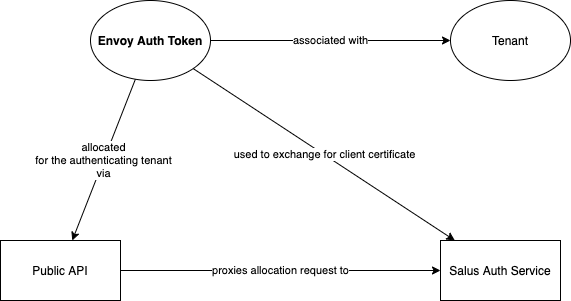 Envoy Auth Token
associated with
Tenant
allocated
for the authenticating tenant
via
used to exchange for client certificate
Public API
proxies allocation request to
Salus Auth Service